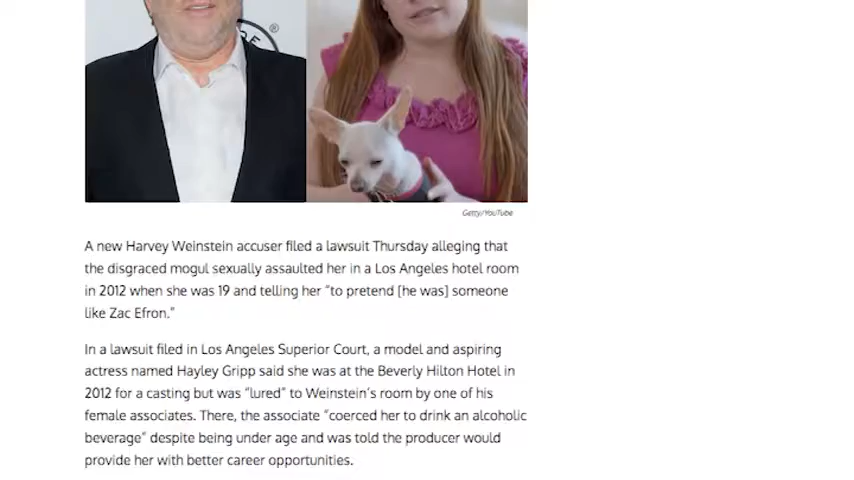 Getty/YouTube
A new Harvey Weinstein accuser filed a lawsuit Thursday alleging that
the disgraced mogul sexually assaulted her in a Los Angeles hotel room
in 2012 when she was 19 and telling her “to pretend [he was] someone
like Zac Efron.”
In a lawsuit filed in Los Angeles Superior Court, a model and aspiring
actress named Hayley Gripp said she was at the Beverly Hilton Hotel in
2012 for a casting but was “lured” to Weinstein’s room by one of his
female associates. There, the associate “coerced her to drink an alcoholic
beverage” despite being under age and was told the producer would
provide her with better career opportunities.